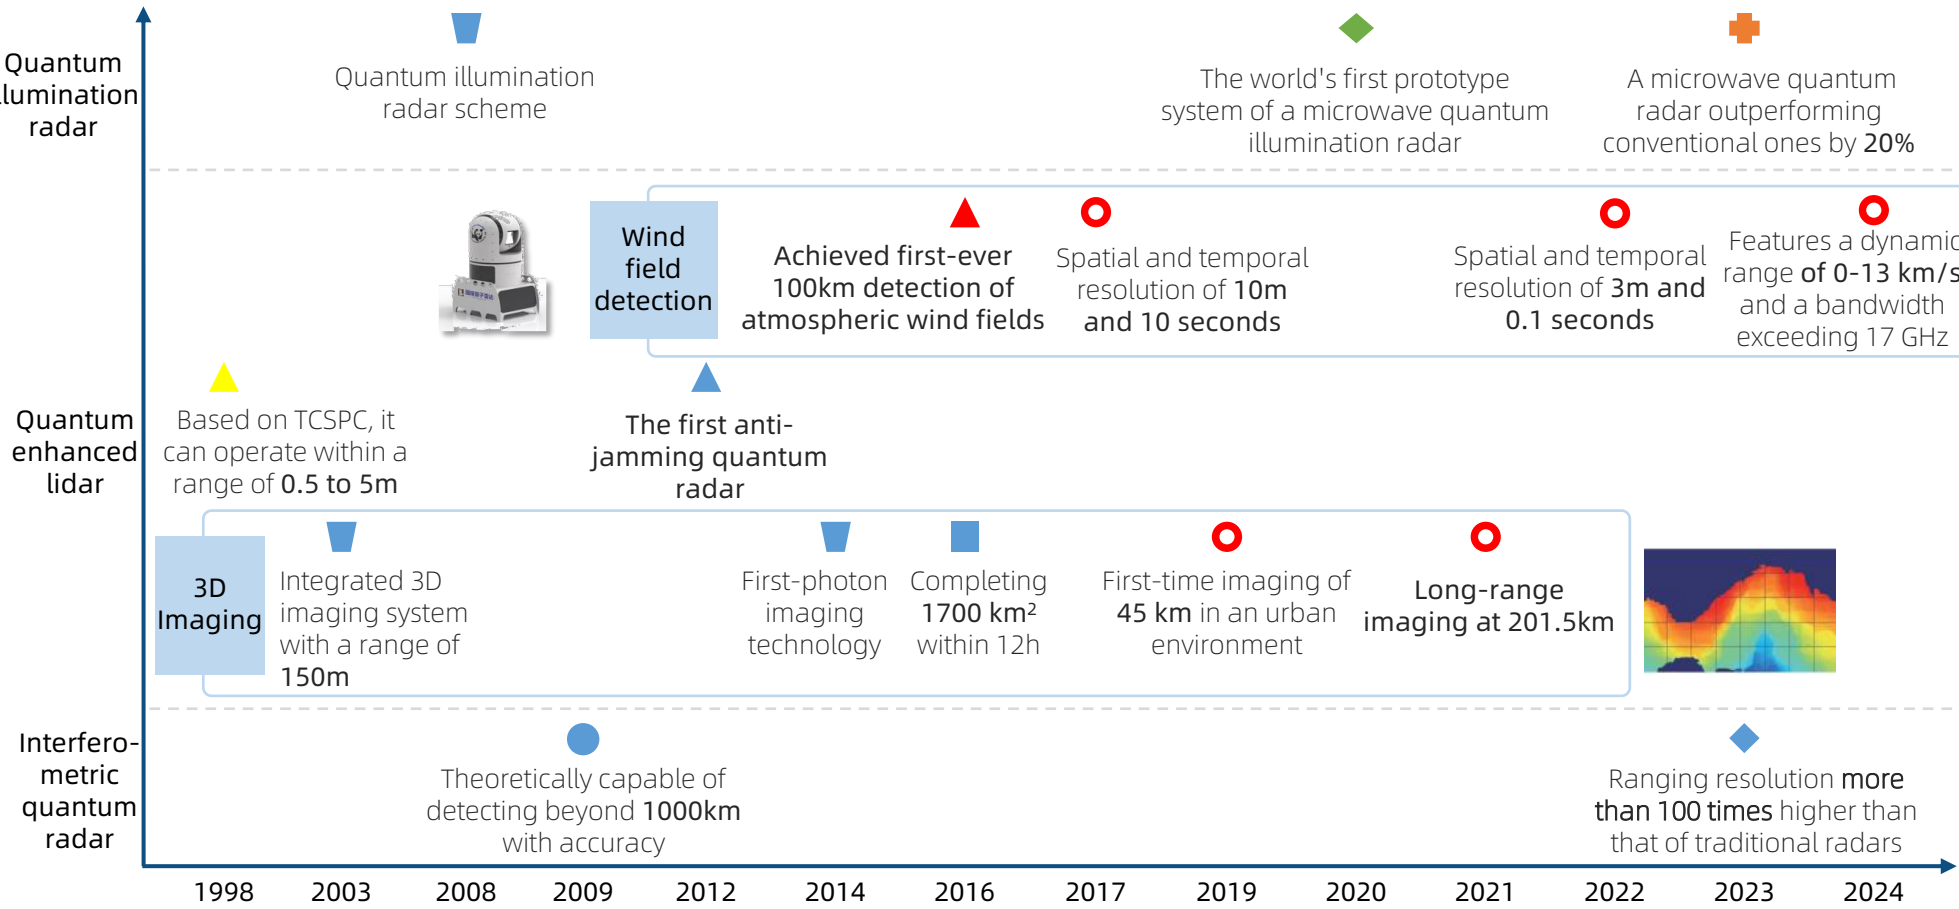 Quantum
illumination
radar
Quantum illumination
radar scheme
The world's first prototype
system of a microwave quantum
illumination radar
A microwave quantum
radar outperforming
conventional ones by 20%
Wind
field
detection
Achieved first-ever
100km detection of
atmospheric wind fields
Spatial and temporal
resolution of 10m
and 10 seconds
Spatial and temporal
resolution of 3m and
0.1 seconds
Features a dynamic
range of 0-13 km/s
and a bandwidth
exceeding 17 GHz
Quantum
enhanced
lidar
Based on TCSPC, it
can operate within a
range of 0.5 to 5m
The first anti-
jamming quantum
radar
3D
Imaging
Integrated 3D
imaging system
with a range of
150m
First-photon
imaging
technology
Completing
1700 km²
within 12h
First-time imaging of
45 km in an urban
environment
Long-range
imaging at 201.5km
Interfero-
metric
quantum
radar
Theoretically capable of
detecting beyond 1000km
with accuracy
Ranging resolution more
than 100 times higher than
that of traditional radars
1998 2003 2008 2009 2012 2014 2016 2017 2019 2020 2021 2022 2023 2024